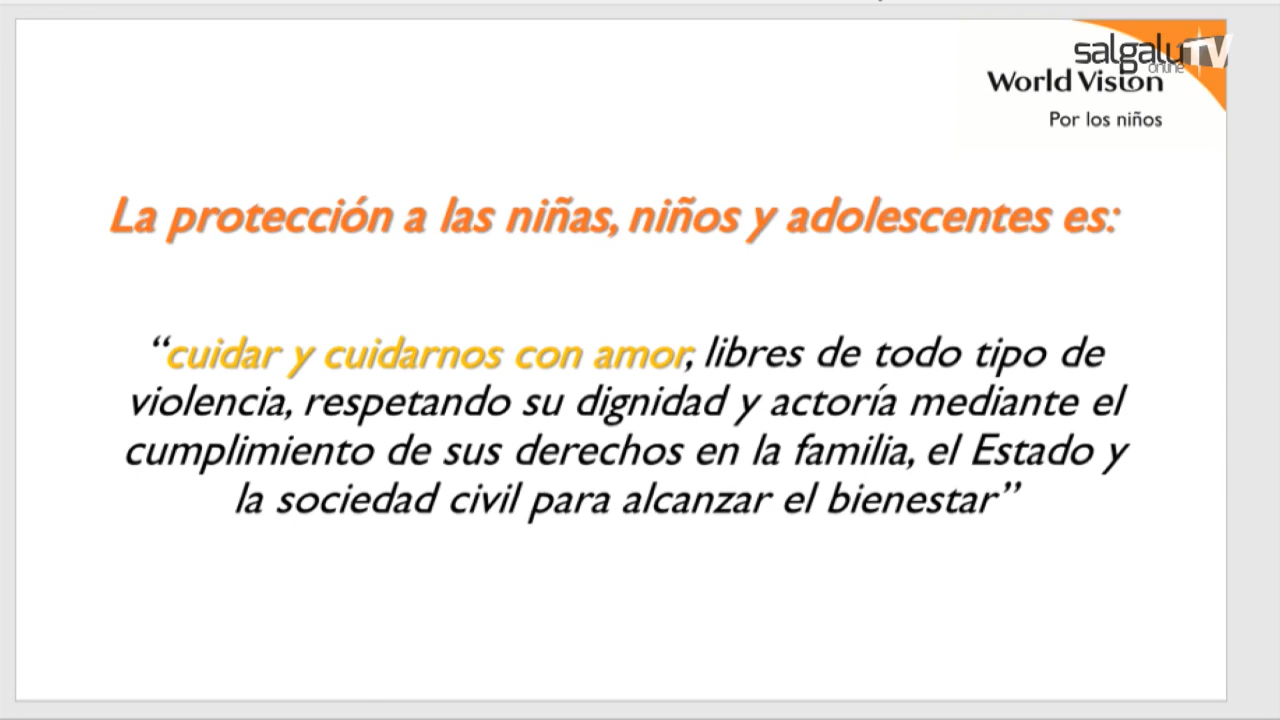 salgaluTV
online
World Vision
Por los niños
La protección a las niñas, niños y adolescentes es:
“cuidar y cuidarnos con amor, libres de todo tipo de
violencia, respetando su dignidad y actoría mediante el
cumplimiento de sus derechos en la familia, el Estado y
la sociedad civil para alcanzar el bienestar”